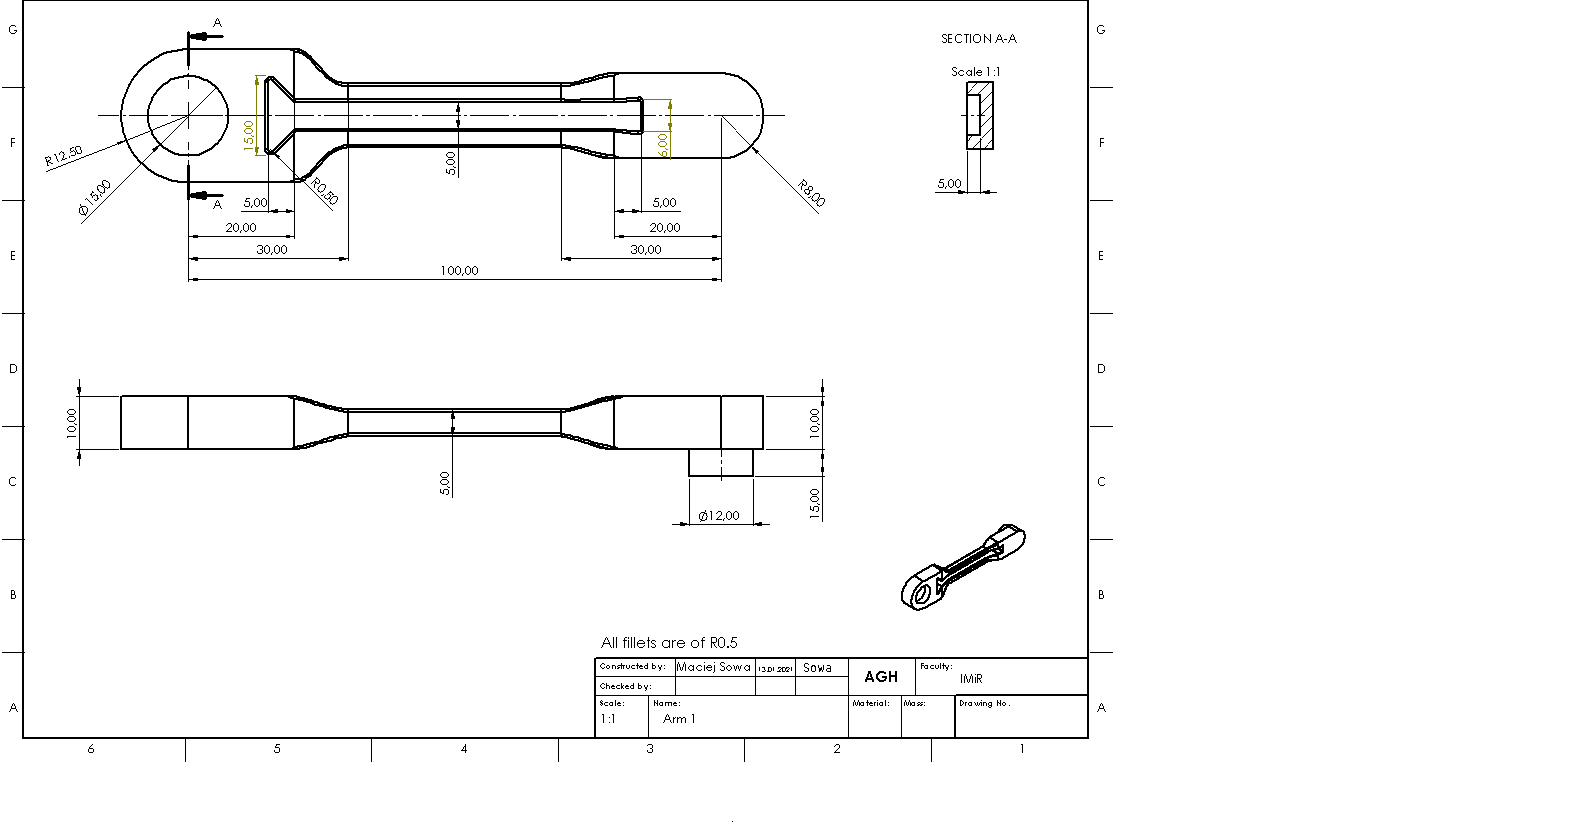 G
G
A
SECTION A-A
Scale 1:1
15,00
5,00
6,00
F
F
R12.50
Ø15,00
R0,50
R8,00
A
5,00
5,00
5,00
20,00
20,00
30,00
30,00
E
E
100,00
D
D
10,00
10,00
C
C
5,00
15,00
Ø12,00
B
B
All fillets are of R0.5
Constructed by: Maciej Sowa 13.01.2021 Sowa AGH Faculty: IMiR
Checked by:
Scale: 1:1 Name: Arm 1 Material: Mass: Drawing No.
A
A
6 5 4 3 2 1